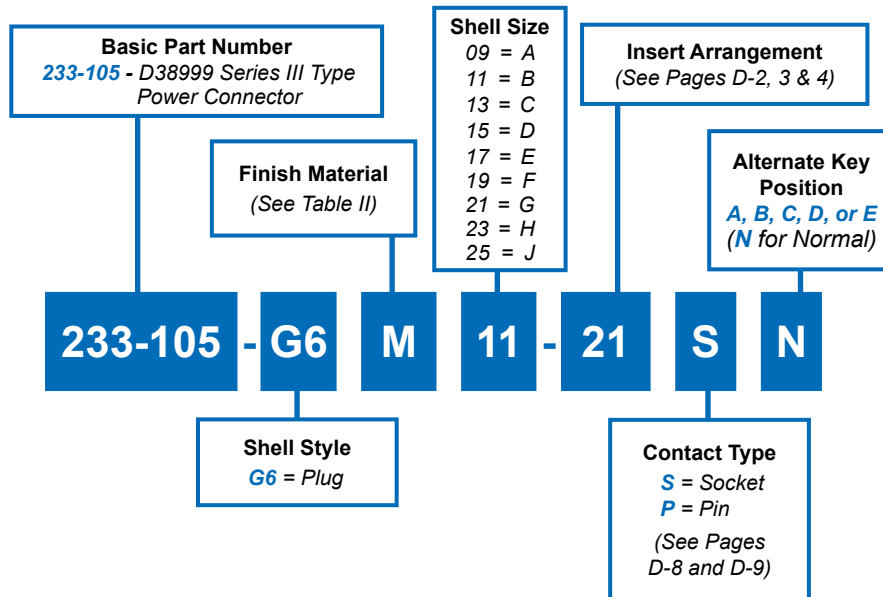 Basic Part Number
233-105 - D38999 Series III Type
Power Connector
Finish Material
(See Table II)
Shell Size
09 = A
11 = B
13 = C
15 = D
17 = E
19 = F
21 = G
23 = H
25 = J
Insert Arrangement
(See Pages D-2, 3 & 4)
Alternate Key
Position
A, B, C, D, or E
(N for Normal)
233-105 - G6 M 11 - 21 S N
Shell Style
G6 = Plug
Contact Type
S = Socket
P = Pin
(See Pages
D-8 and D-9)